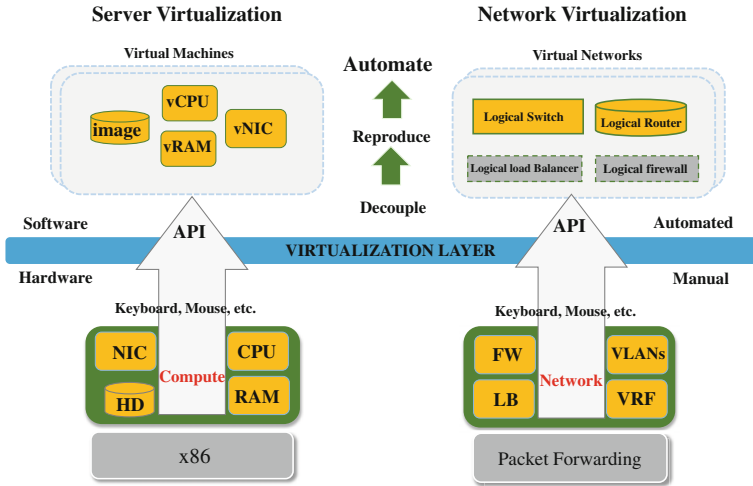 Server Virtualization
Network Virtualization
Virtual Machines
Virtual Networks
image
vCPU
vRAM
vNIC
Automate
Reproduce
Decouple
Logical Switch
Logical Router
Logical load Balancer
Logical firewall
Software
API
API
Automated
VIRTUALIZATION LAYER
Hardware
Manual
Keyboard, Mouse, etc.
Keyboard, Mouse, etc.
NIC
CPU
Compute
HD
RAM
FW
VLANs
Network
LB
VRF
x86
Packet Forwarding